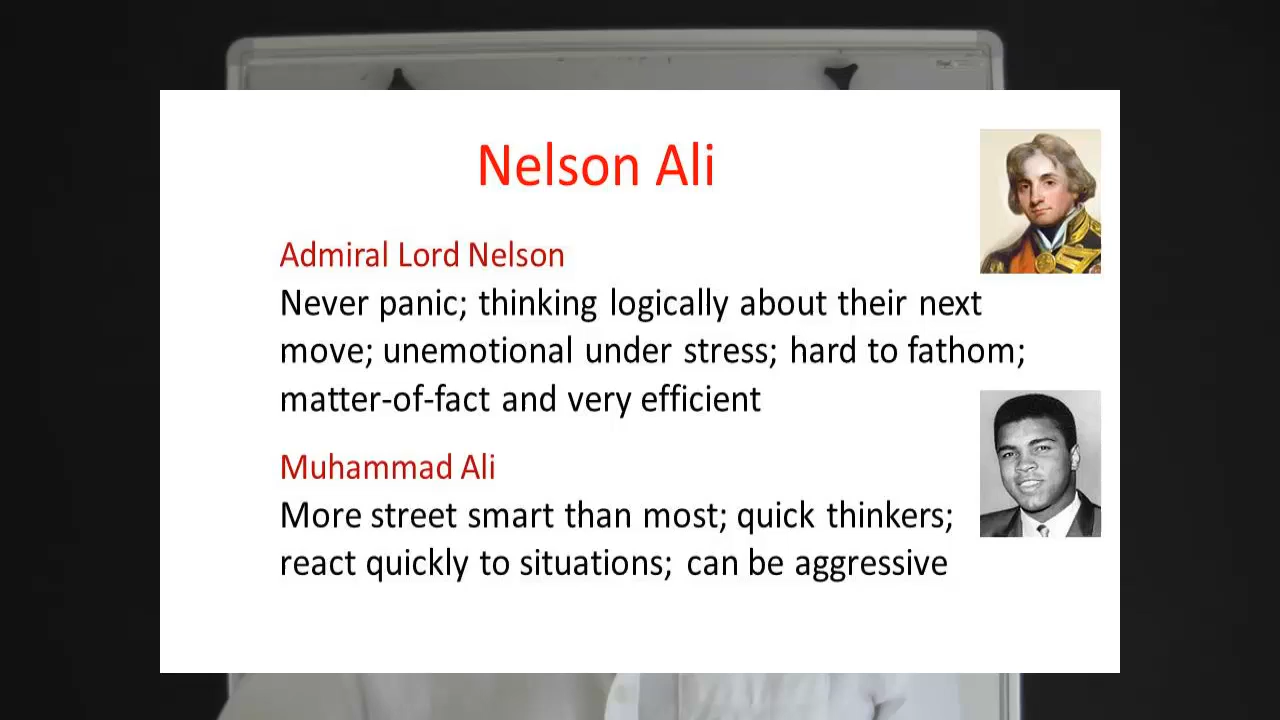 Nelson Ali
Admiral Lord Nelson
Never panic; thinking logically about their next
move; unemotional under stress; hard to fathom;
matter-of-fact and very efficient
Muhammad Ali
More street smart than most; quick thinkers;
react quickly to situations; can be aggressive